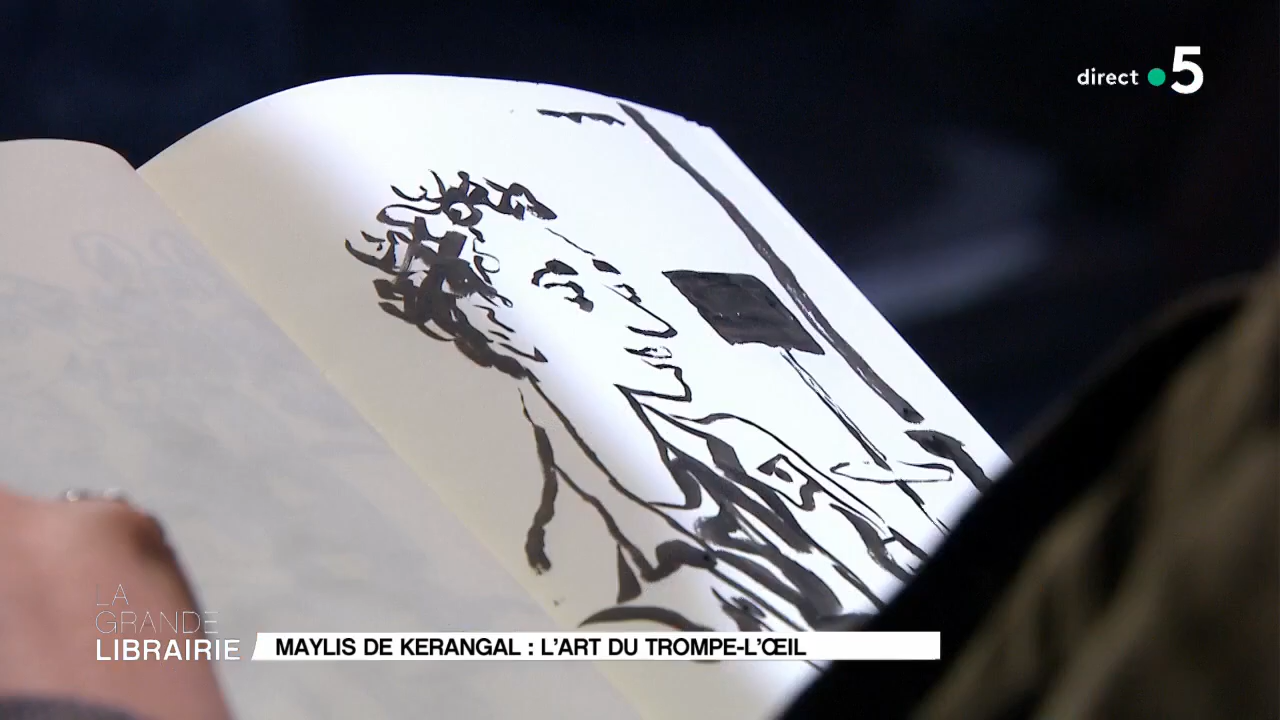 direct 5
LA
GRANDE
LIBRAIRIE
MAYLIS DE KERANGAL : L'ART DU TROMPE-L'ŒIL